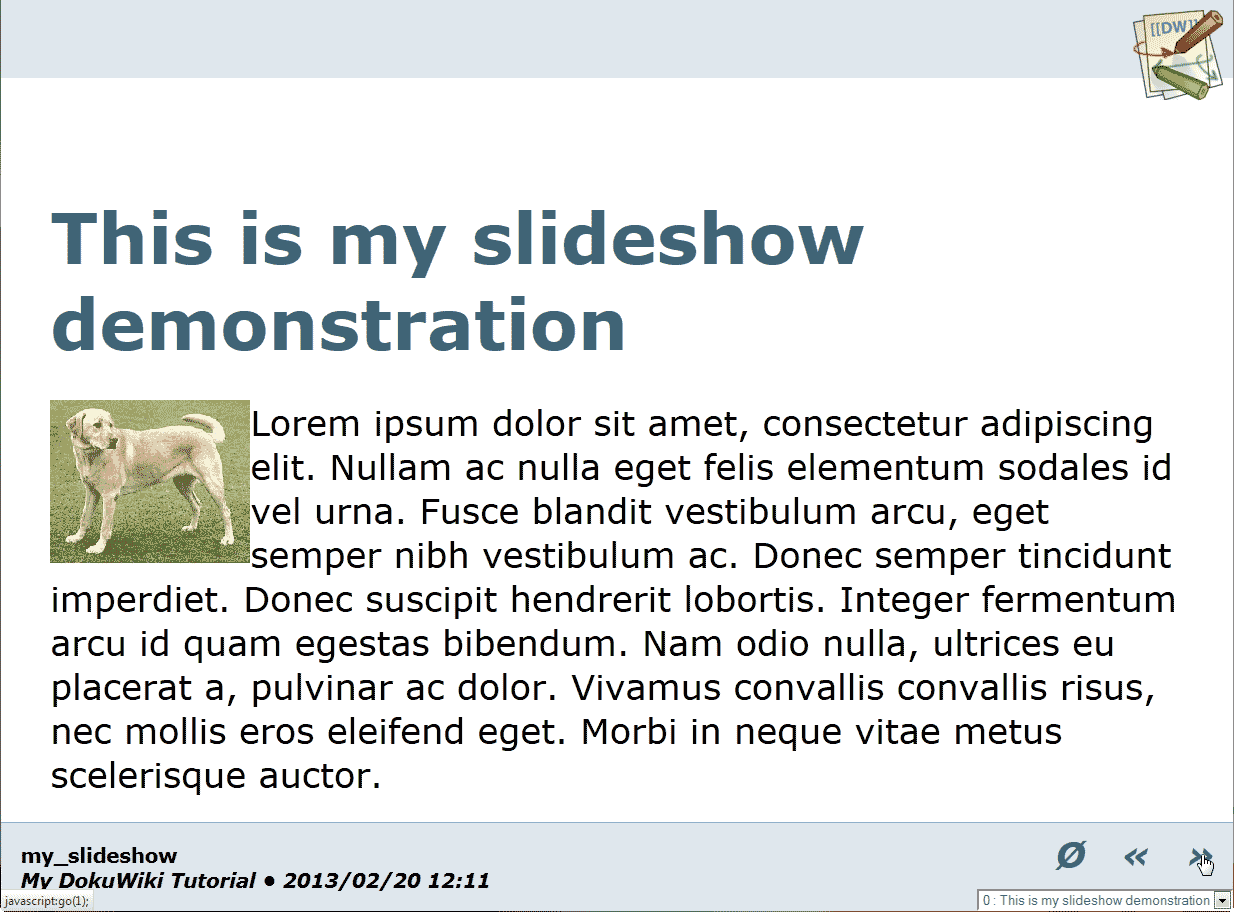 [[DW]]
This is my slideshow
demonstration
Lorem ipsum dolor sit amet, consectetur adipiscing
elit. Nullam ac nulla eget felis elementum sodales id
vel urna. Fusce blandit vestibulum arcu, eget
semper nibh vestibulum ac. Donec semper tincidunt
imperdiet. Donec suscipit hendrerit lobortis. Integer fermentum
arcu id quam egestas bibendum. Nam odio nulla, ultrices eu
placerat a, pulvinar ac dolor. Vivamus convallis convallis risus,
nec mollis eros eleifend eget. Morbi in neque vitae metus
scelerisque auctor.
my_slideshow
Ø « »
My DokuWiki Tutorial • 2013/02/20 12:11
javascript:go(1);
0 : This is my slideshow demonstration